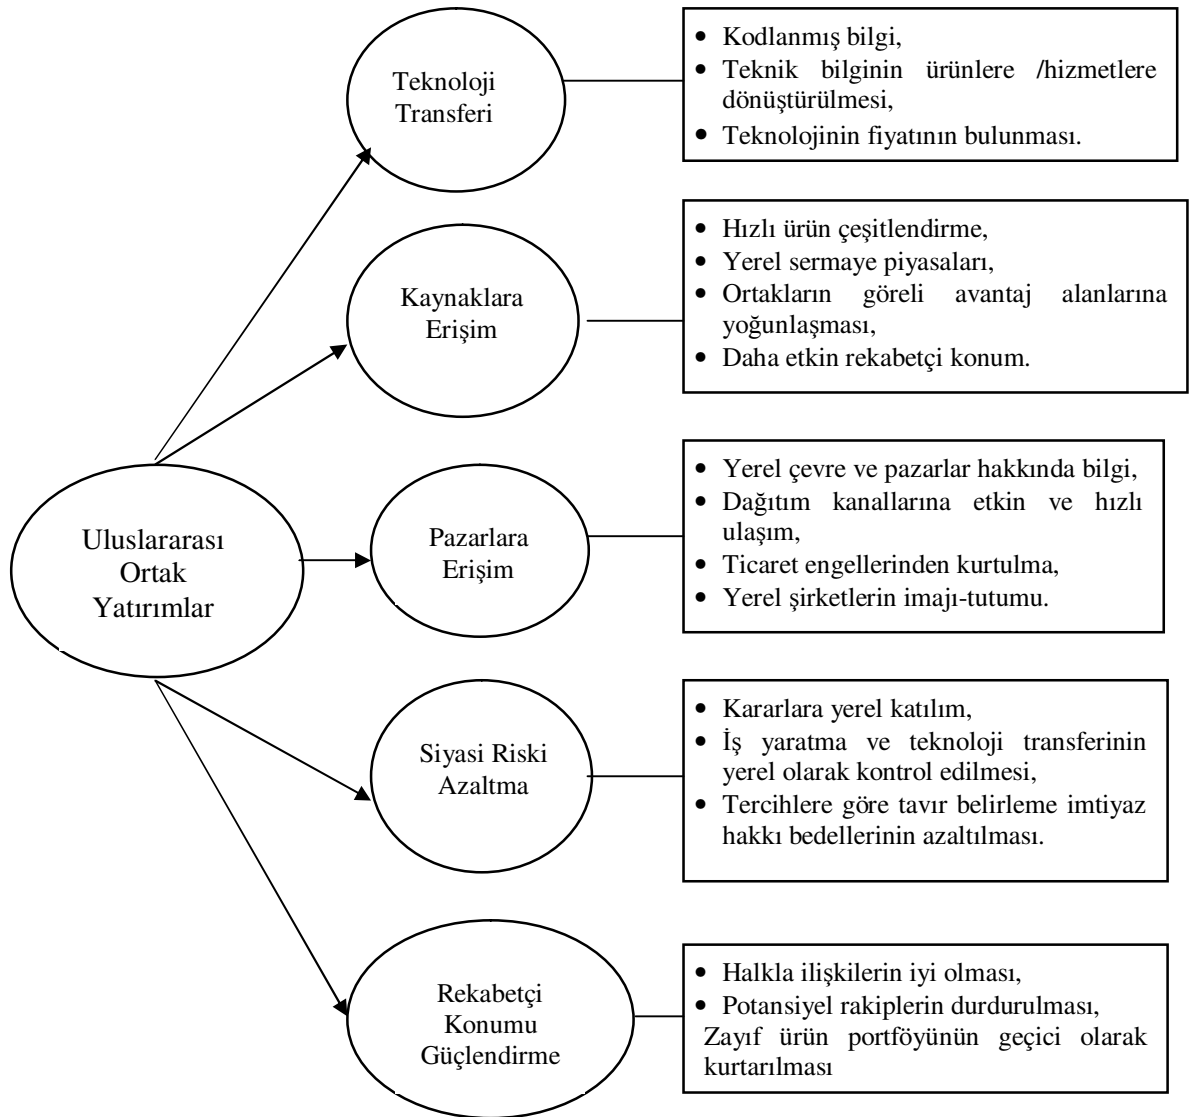 Teknoloji
Transferi
• Kodlanmış bilgi,
• Teknik bilginin ürünlere /hizmetlere
dönüştürülmesi,
• Teknolojinin fiyatının bulunması.
Kaynaklara
Erişim
• Hızlı ürün çeşitlendirme,
• Yerel sermaye piyasaları,
• Ortakların göreli avantaj alanlarına
yoğunlaşması,
• Daha etkin rekabetçi konum.
Uluslararası
Ortak
Yatırımlar
Pazarlara
Erişim
• Yerel çevre ve pazarlar hakkında bilgi,
• Dağıtım kanallarına etkin ve hızlı
ulaşım,
• Ticaret engellerinden kurtulma,
• Yerel şirketlerin imajı-tutumu.
Siyasi Riski
Azaltma
• Kararlara yerel katılım,
• İş yaratma ve teknoloji transferinin
yerel olarak kontrol edilmesi,
• Tercihlere göre tavır belirleme imtiyaz
hakkı bedellerinin azaltılması.
Rekabetçi
Konumu
Güçlendirme
• Halkla ilişkilerin iyi olması,
• Potansiyel rakiplerin durdurulması,
Zayıf ürün portföyünün geçici olarak
kurtarılması